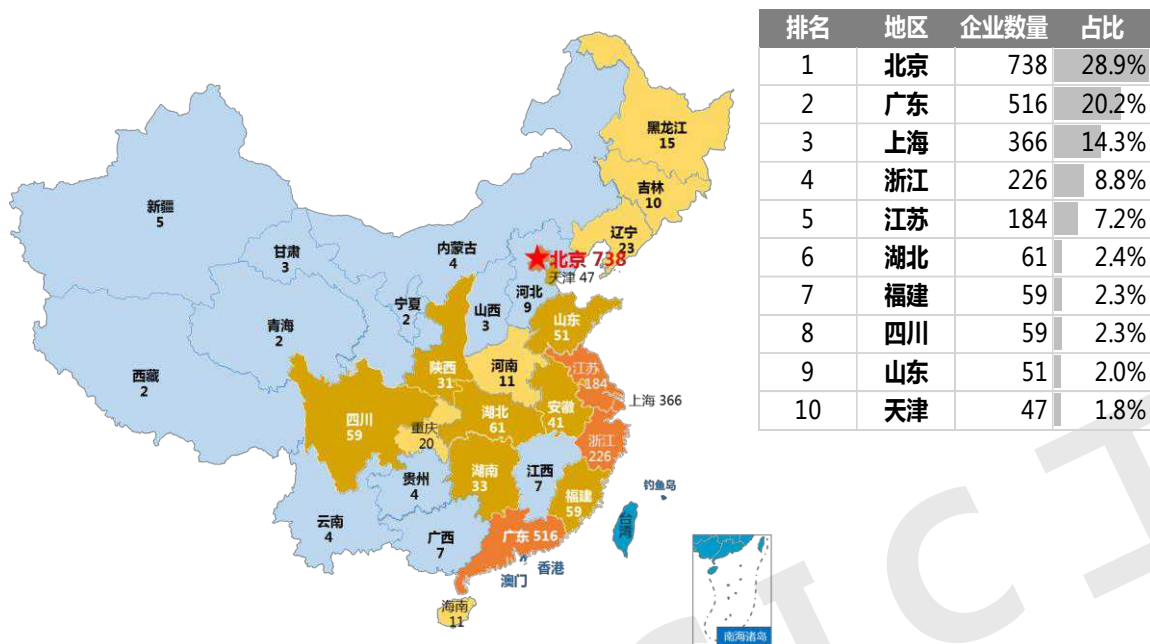 排名 地区 企业数量 占比
1 北京 738 28.9%
2 广东 516 20.2%
3 上海 366 14.3%
4 浙江 226 8.8%
5 江苏 184 7.2%
6 湖北 61 2.4%
7 福建 59 2.3%
8 四川 59 2.3%
9 山东 51 2.0%
10 天津 47 1.8%
黑龙江
15
吉林
10
辽宁
23
新疆
5
甘肃
3
内蒙古
4
北京 738
天津 47
河北
9
宁夏
2
山西
3
青海
2
山东
51
西藏
2
陕西
31
河南
11
江苏
184
上海 366
四川
59
重庆
20
湖北
61
安徽
41
浙江
226
贵州
4
湖南
33
江西
7
福建
59
钓鱼岛
云南
4
广西
7
广东 516
台湾
香港
澳门
海南
11
南海诸岛